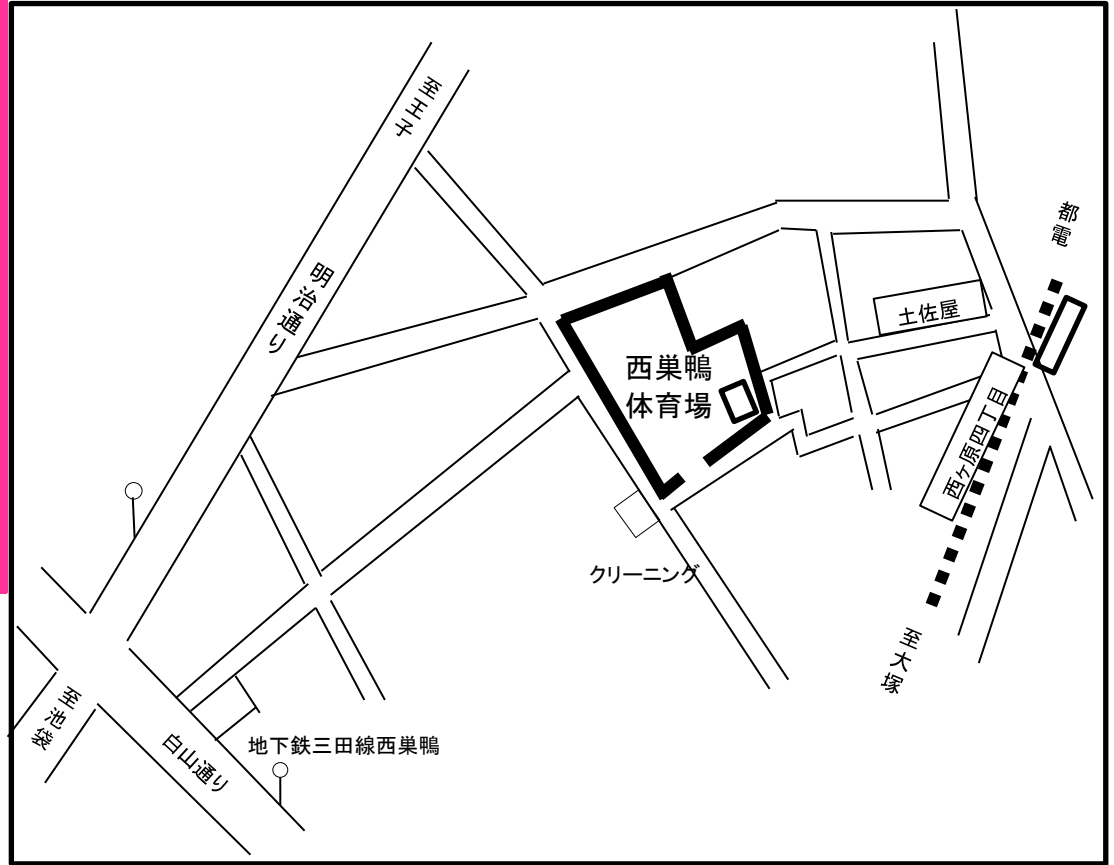 至王子
明治通り
都電
土佐屋
西巣鴨
体育場
西ヶ原四丁目
クリーニング
至大塚
至池袋
白山通り
地下鉄三田線西巣鴨